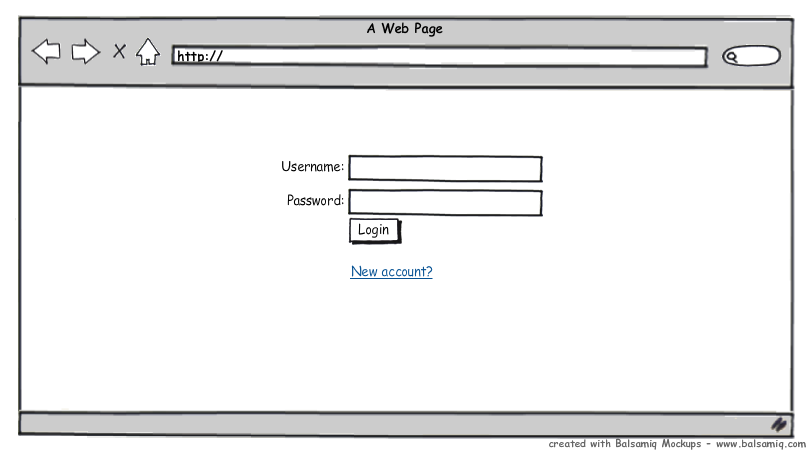 A Web Page
http://
Username:
Password:
Login
New account?
created with Balsamiq Mockups - www.balsamiq.com